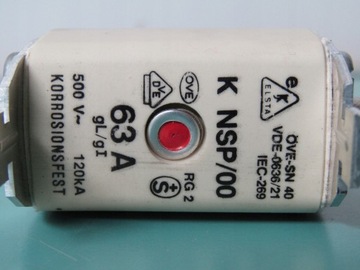 e K
ELSTA
ÖVE-SN 40
VDE-0636/21
IEC-269
K NSP/00
ÖVE
RG 2
DVE
+S
63 A
gL/gI
500 V~ 120kA
KORROSIONSFEST